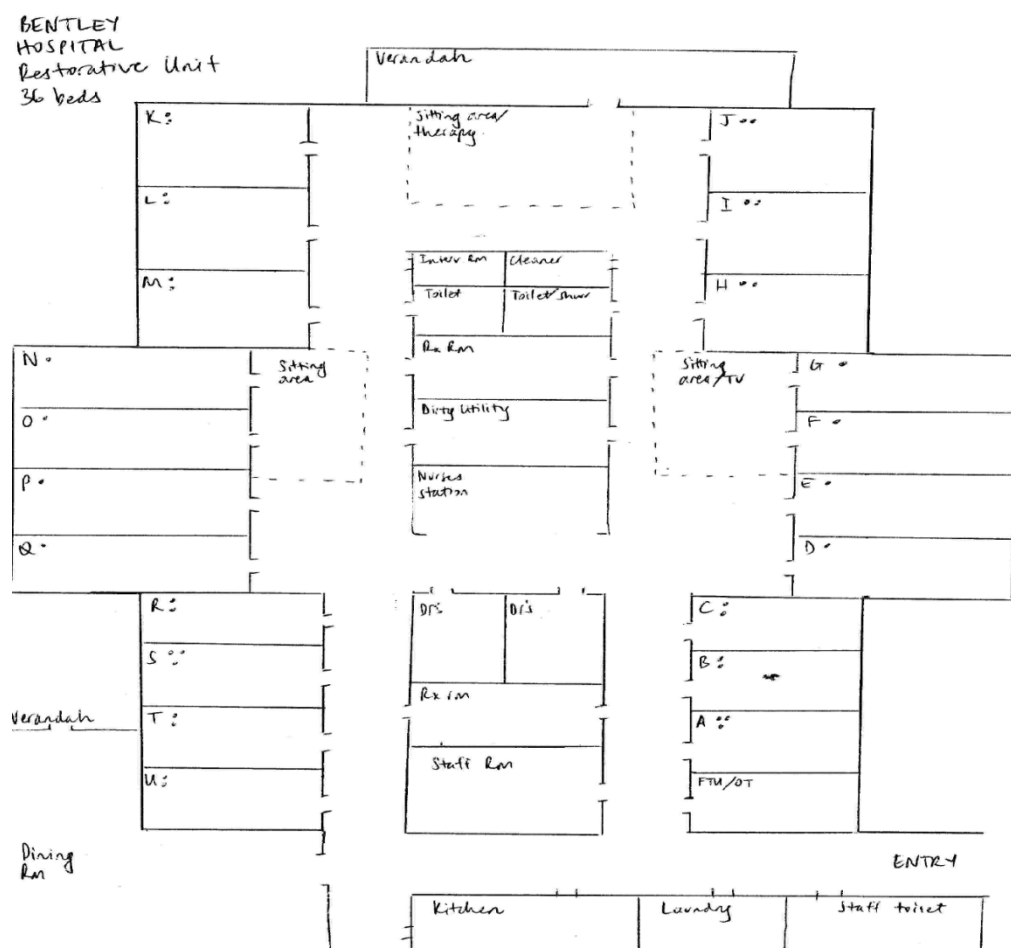 BENTLEY
HOSPITAL
Restorative Unit
36 beds
Verandah
K
Sitting area/
therapy
J
L
I
M
Interv Rm
Cleaner
H
Toilet
Toilet/Shwr
Rx Rm
N
Sitting
area
Sitting
area/TV
G
O
Dirty Utility
F
P
Nurses
station
E
Q
D
R
Dr's
Dr's
C
S
B
Rx rm
Verandah
T
A
Staff Rm
U
FTU/OT
Dining
Rm
ENTRY
Kitchen
Laundry
Staff toilet